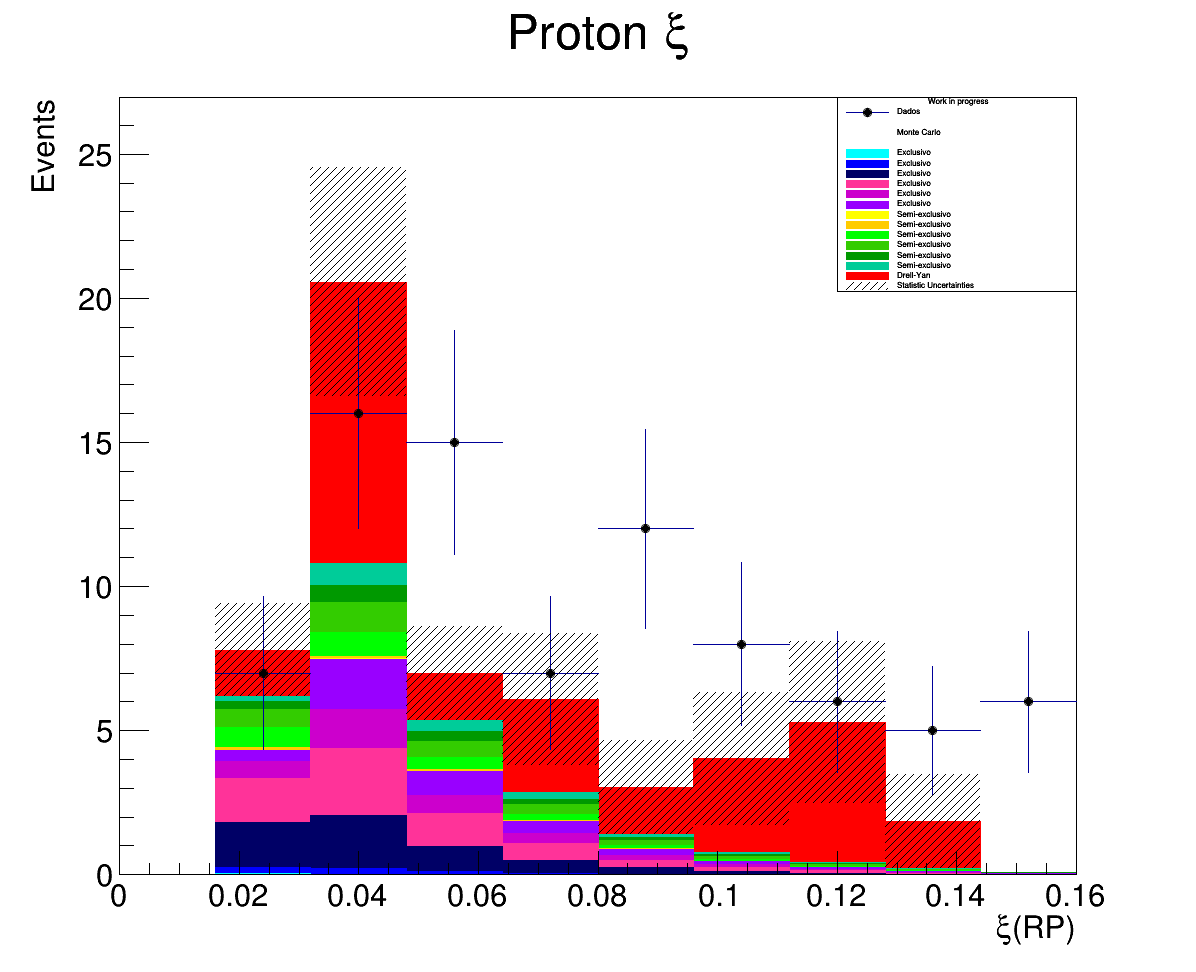 Proton ξ
Events
Work in progress
Dados
Monte Carlo
Exclusivo
Exclusivo
Exclusivo
Exclusivo
Exclusivo
Exclusivo
Semi-exclusivo
Semi-exclusivo
Semi-exclusivo
Semi-exclusivo
Semi-exclusivo
Semi-exclusivo
Drell-Yan
Statistic Uncertainties
25
20
15
10
5
0
0 0.02 0.04 0.06 0.08 0.1 0.12 0.14 0.16
ξ(RP)